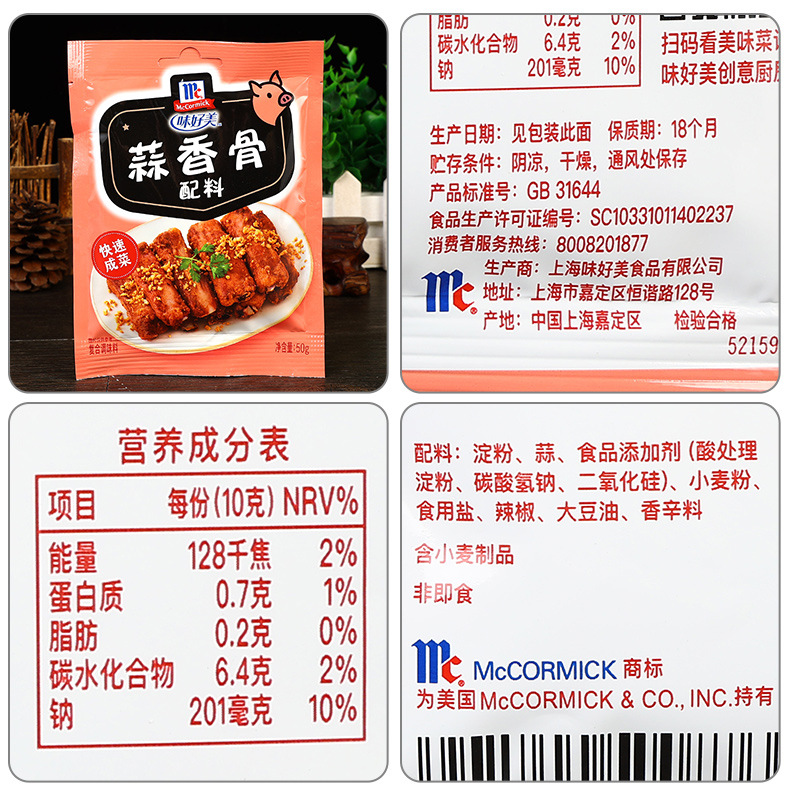 Mc
McCormick
味好美
蒜香骨
配料
快速
成菜
复合调味料
净含量:50g
脂肪 0.2克 0%
碳水化合物 6.4克 2%
钠 201毫克 10%
扫码看美味菜
味好美创意厨
生产日期：见包装此面 保质期：18个月
贮存条件：阴凉，干燥，通风处保存
产品标准号：GB 31644
食品生产许可证编号：SC10331011402237
消费者服务热线：8008201877
生产商：上海味好美食品有限公司
Mc® 地址：上海市嘉定区恒谐路128号
产地：中国上海嘉定区 检验合格
52159
营养成分表
项目 每份(10克) NRV%
能量 128千焦 2%
蛋白质 0.7克 1%
脂肪 0.2克 0%
碳水化合物 6.4克 2%
钠 201毫克 10%
配料：淀粉、蒜、食品添加剂（酸处理
淀粉、碳酸氢钠、二氧化硅）、小麦粉、
食用盐、辣椒、大豆油、香辛料
含小麦制品
非即食
Mc® McCORMICK 商标
为美国McCORMICK & CO., INC.持有